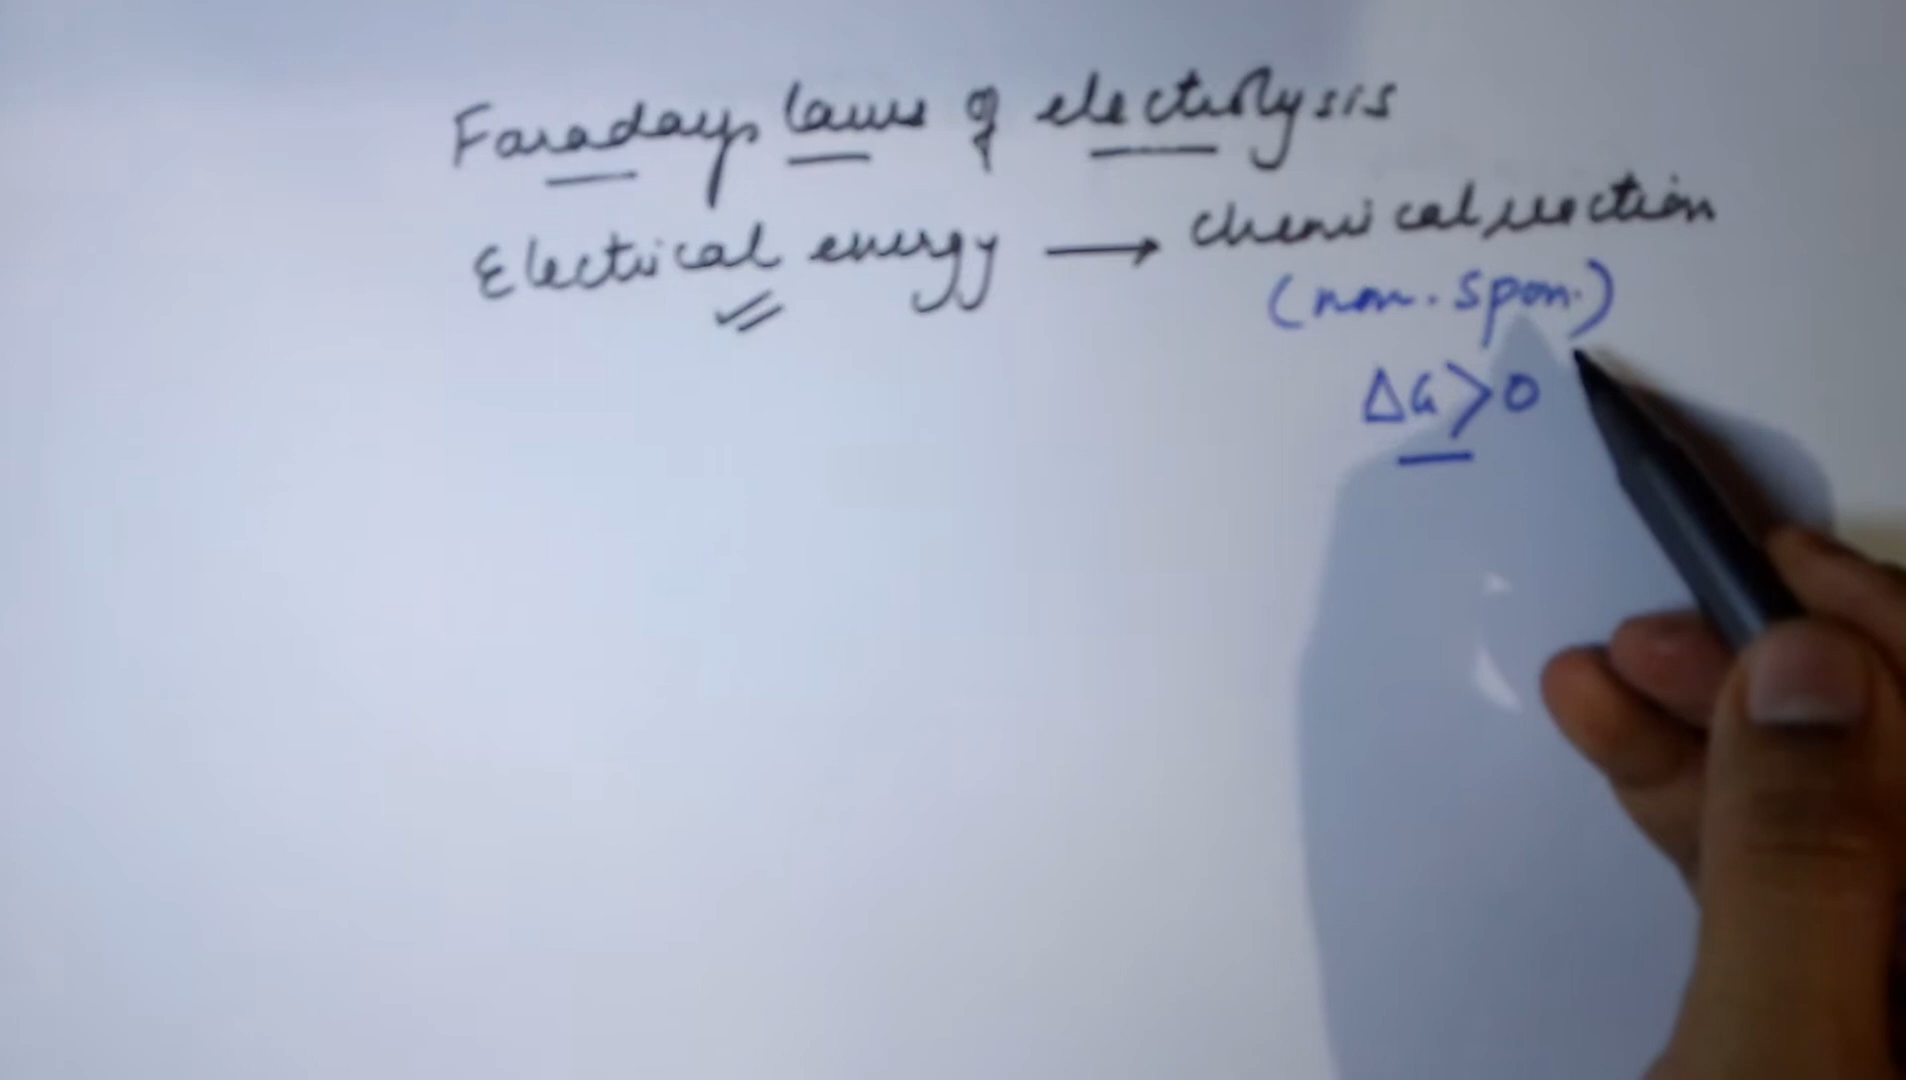 Faradays laws of electrolysis
Electrical energy → chemical reaction
(non. spon.)
ΔG>0